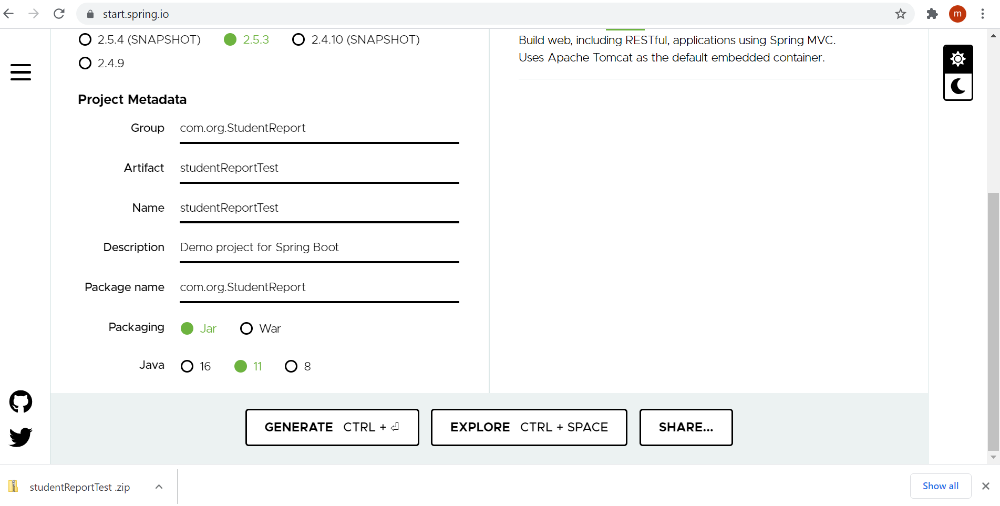 start.spring.io
m
2.5.4 (SNAPSHOT) 2.5.3 2.4.10 (SNAPSHOT)
2.4.9
Build web, including RESTful, applications using Spring MVC.
Uses Apache Tomcat as the default embedded container.
Project Metadata
Group com.org.StudentReport
Artifact studentReportTest
Name studentReportTest
Description Demo project for Spring Boot
Package name com.org.StudentReport
Packaging Jar War
Java 16 11 8
GENERATE CTRL + ⏎
EXPLORE CTRL + SPACE
SHARE...
studentReportTest .zip
Show all